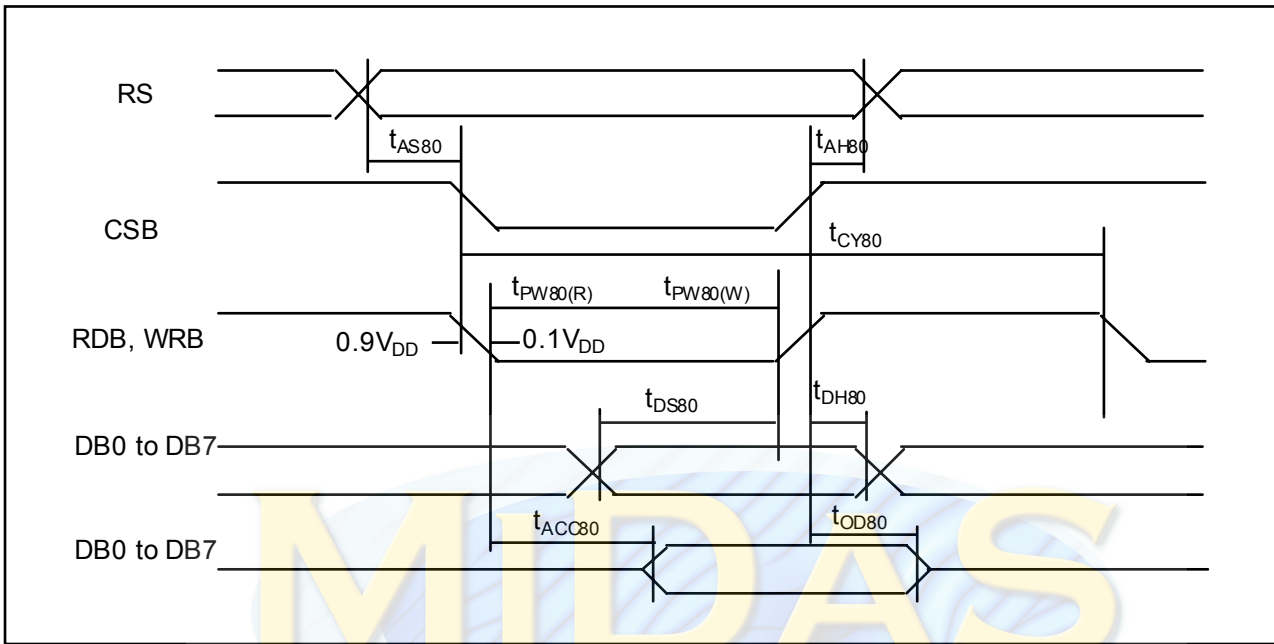 RS
tAS80
tAH80
CSB
tCY80
tPW80(R)
tPW80(W)
RDB, WRB
0.9VDD
0.1VDD
tDS80
tDH80
DB0 to DB7
tACC80
tOD80
DB0 to DB7
MIDAS